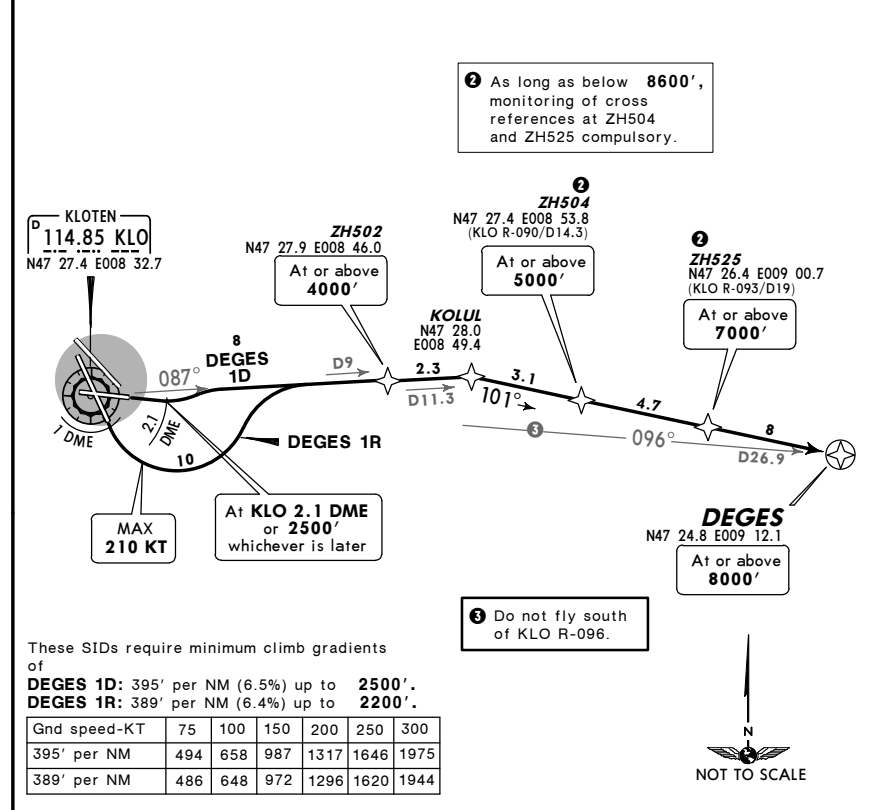 ❷ As long as below 8600′,
monitoring of cross
references at ZH504
and ZH525 compulsory.
KLOTEN
D 114.85 KLO
N47 27.4 E008 32.7
ZH502
N47 27.9 E008 46.0
At or above
4000′
❷
ZH504
N47 27.4 E008 53.8
(KLO R-090/D14.3)
At or above
5000′
❷
ZH525
N47 26.4 E009 00.7
(KLO R-093/D19)
At or above
7000′
KOLUL
N47 28.0
E008 49.4
8
DEGES
1D
087°
D9
2.3
D11.3
101°
3.1
4.7
8
❸
096°
D26.9
7 DME
2.1
DME
10
DEGES 1R
MAX
210 KT
At KLO 2.1 DME
or 2500′
whichever is later
DEGES
N47 24.8 E009 12.1
At or above
8000′
❸ Do not fly south
of KLO R-096.
These SIDs require minimum climb gradients
of
DEGES 1D: 395′ per NM (6.5%) up to 2500′.
DEGES 1R: 389′ per NM (6.4%) up to 2200′.
Gnd speed-KT 75 100 150 200 250 300
395′ per NM 494 658 987 1317 1646 1975
389′ per NM 486 648 972 1296 1620 1944
N
NOT TO SCALE